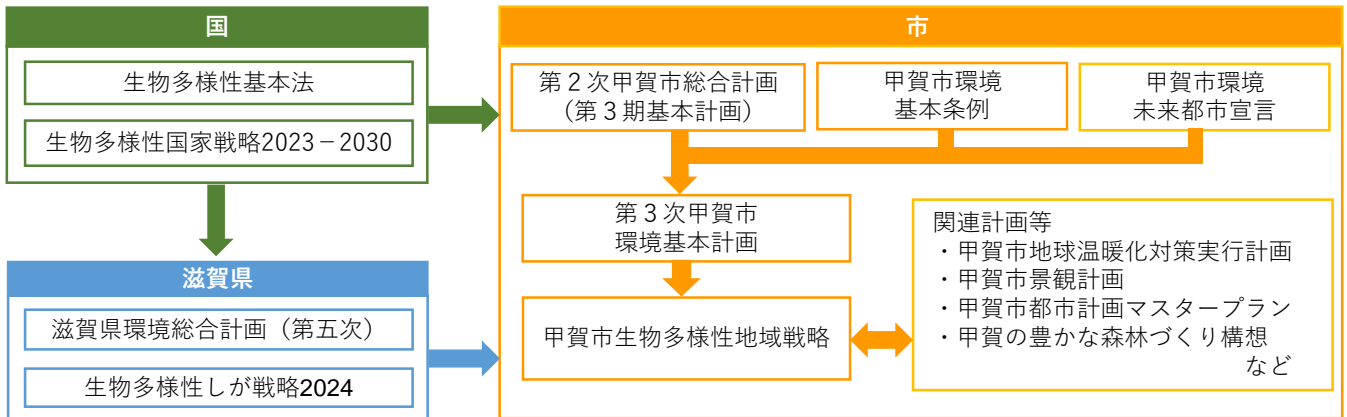 国
生物多様性基本法
生物多様性国家戦略2023－2030
滋賀県
滋賀県環境総合計画（第五次）
生物多様性しが戦略2024
市
第２次甲賀市総合計画
（第３期基本計画）
甲賀市環境
基本条例
甲賀市環境
未来都市宣言
第３次甲賀市
環境基本計画
甲賀市生物多様性地域戦略
関連計画等
・甲賀市地球温暖化対策実行計画
・甲賀市景観計画
・甲賀市都市計画マスタープラン
・甲賀の豊かな森林づくり構想
など